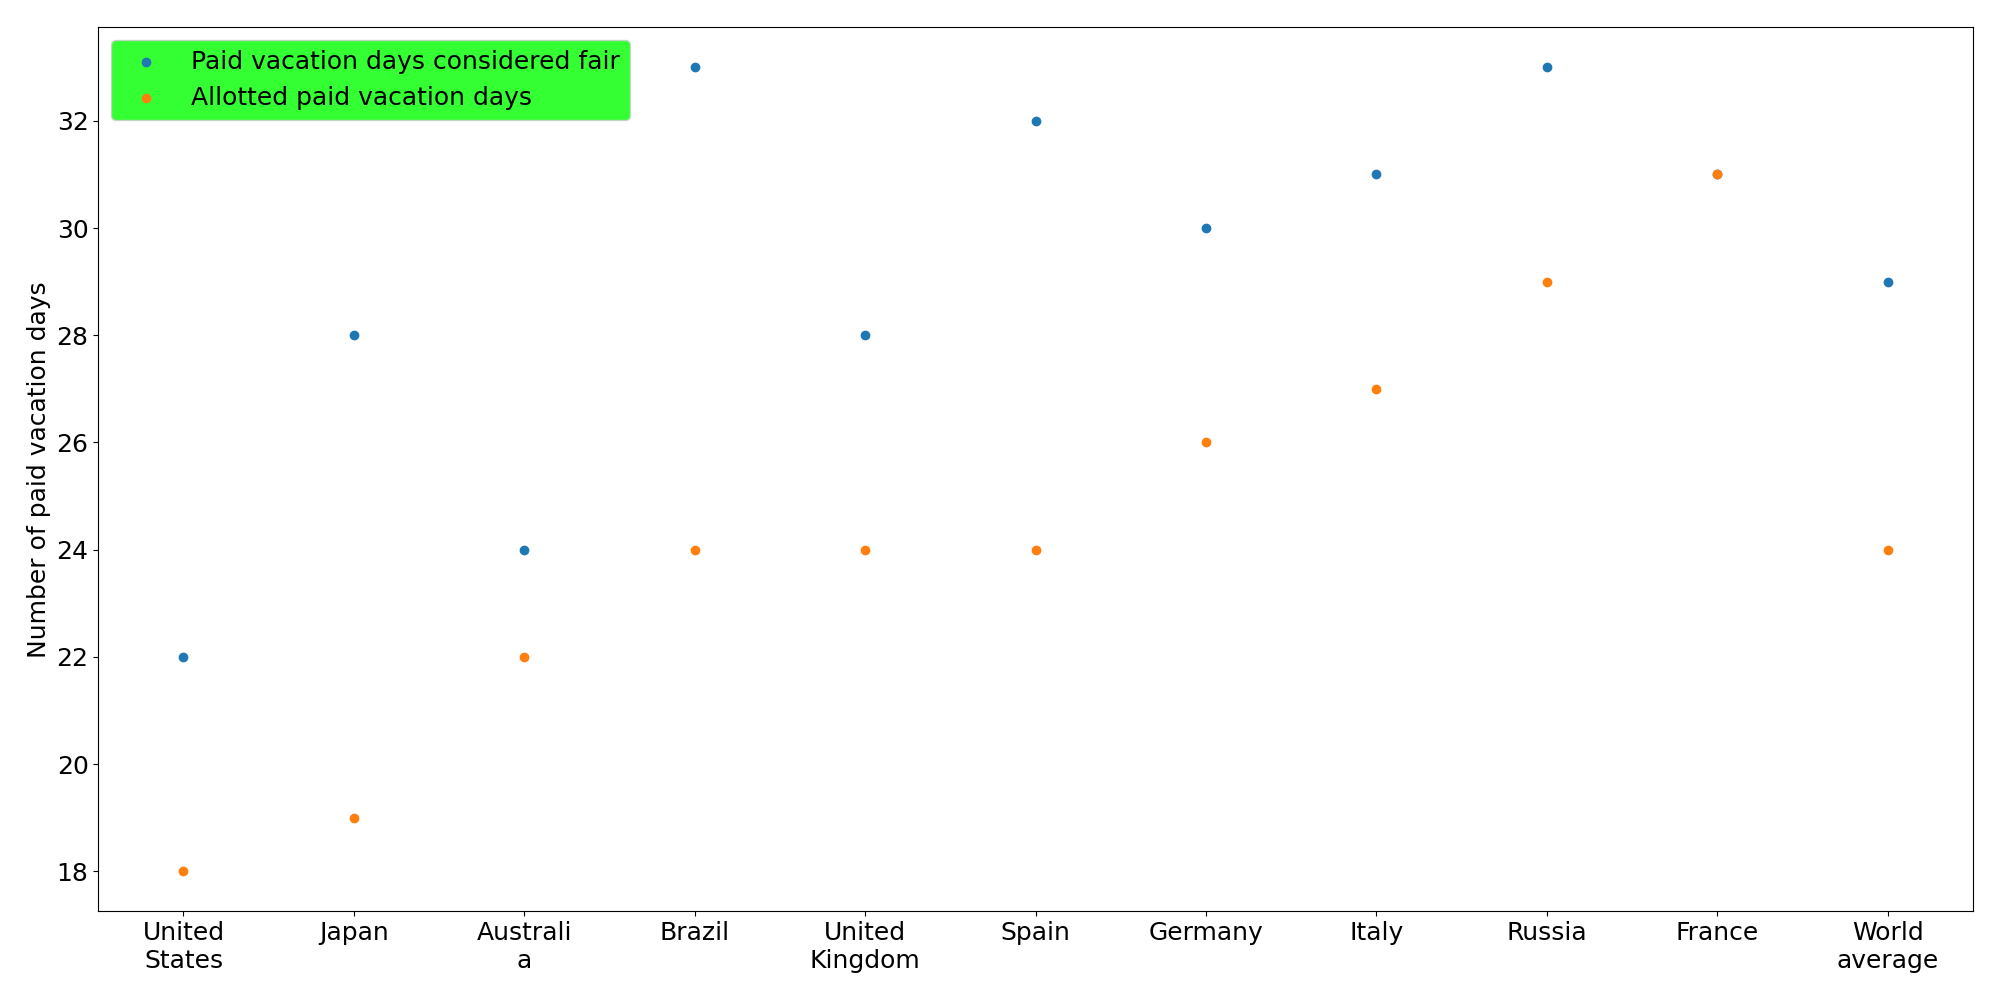 Paid vacation days considered fair
Allotted paid vacation days
Number of paid vacation days
32
30
28
26
24
22
20
18
United
States
Japan
Australi
a
Brazil
United
Kingdom
Spain
Germany
Italy
Russia
France
World
average